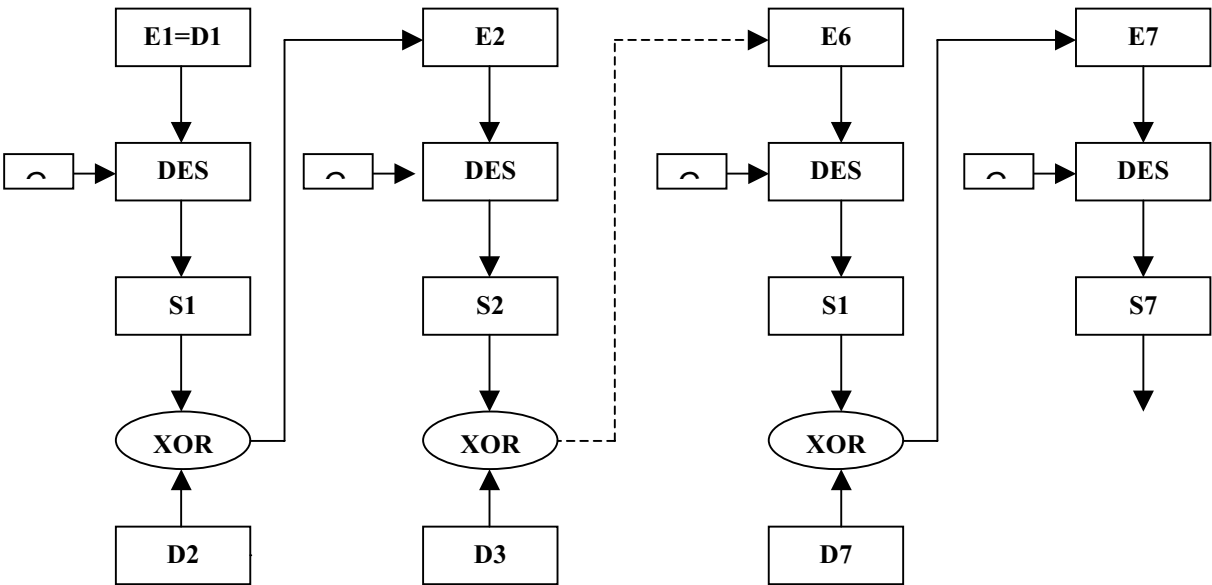 E1=D1 E2 E6 E7
DES DES DES DES
S1 S2 S1 S7
XOR XOR XOR
D2 D3 D7